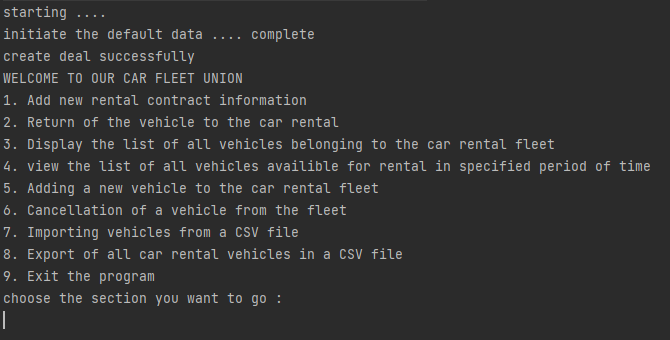 starting ....
initiate the default data .... complete
create deal successfully
WELCOME TO OUR CAR FLEET UNION
1. Add new rental contract information
2. Return of the vehicle to the car rental
3. Display the list of all vehicles belonging to the car rental fleet
4. view the list of all vehicles availible for rental in specified period of time
5. Adding a new vehicle to the car rental fleet
6. Cancellation of a vehicle from the fleet
7. Importing vehicles from a CSV file
8. Export of all car rental vehicles in a CSV file
9. Exit the program
choose the section you want to go :